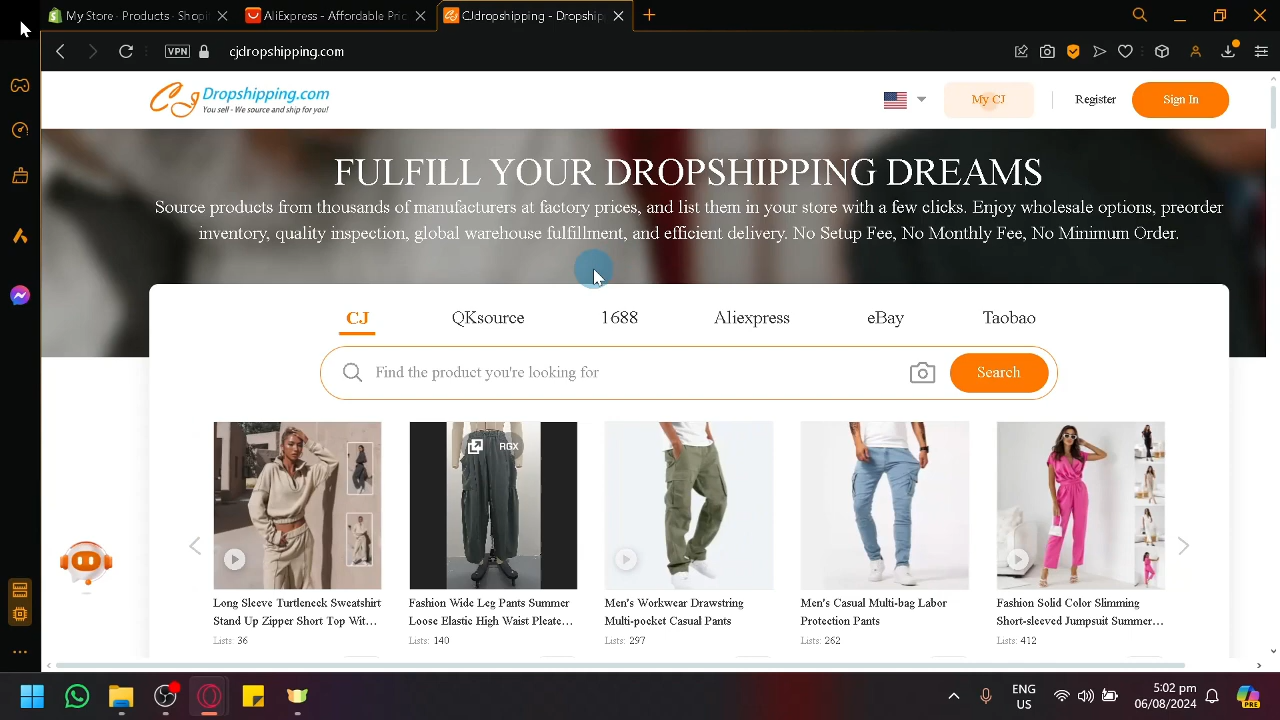 My Store · Products · Shopi
AliExpress - Affordable Pric
CJdropshipping - Dropship
VPN
cjdropshipping.com
CJ Dropshipping.com
You sell - We source and ship for you!
My CJ
Register
Sign In
FULFILL YOUR DROPSHIPPING DREAMS
Source products from thousands of manufacturers at factory prices, and list them in your store with a few clicks. Enjoy wholesale options, preorder
inventory, quality inspection, global warehouse fulfillment, and efficient delivery. No Setup Fee, No Monthly Fee, No Minimum Order.
CJ
QKsource
1688
Aliexpress
eBay
Taobao
Find the product you're looking for
Search
RGX
Long Sleeve Turtleneck Sweatshirt
Stand Up Zipper Short Top Wit...
Lists: 36
Fashion Wide Leg Pants Summer
Loose Elastic High Waist Pleate...
Lists: 140
Men's Workwear Drawstring
Multi-pocket Casual Pants
Lists: 297
Men's Casual Multi-bag Labor
Protection Pants
Lists: 262
Fashion Solid Color Slimming
Short-sleeved Jumpsuit Summer...
Lists: 412
ENG
US
5:02 pm
06/08/2024
PRE